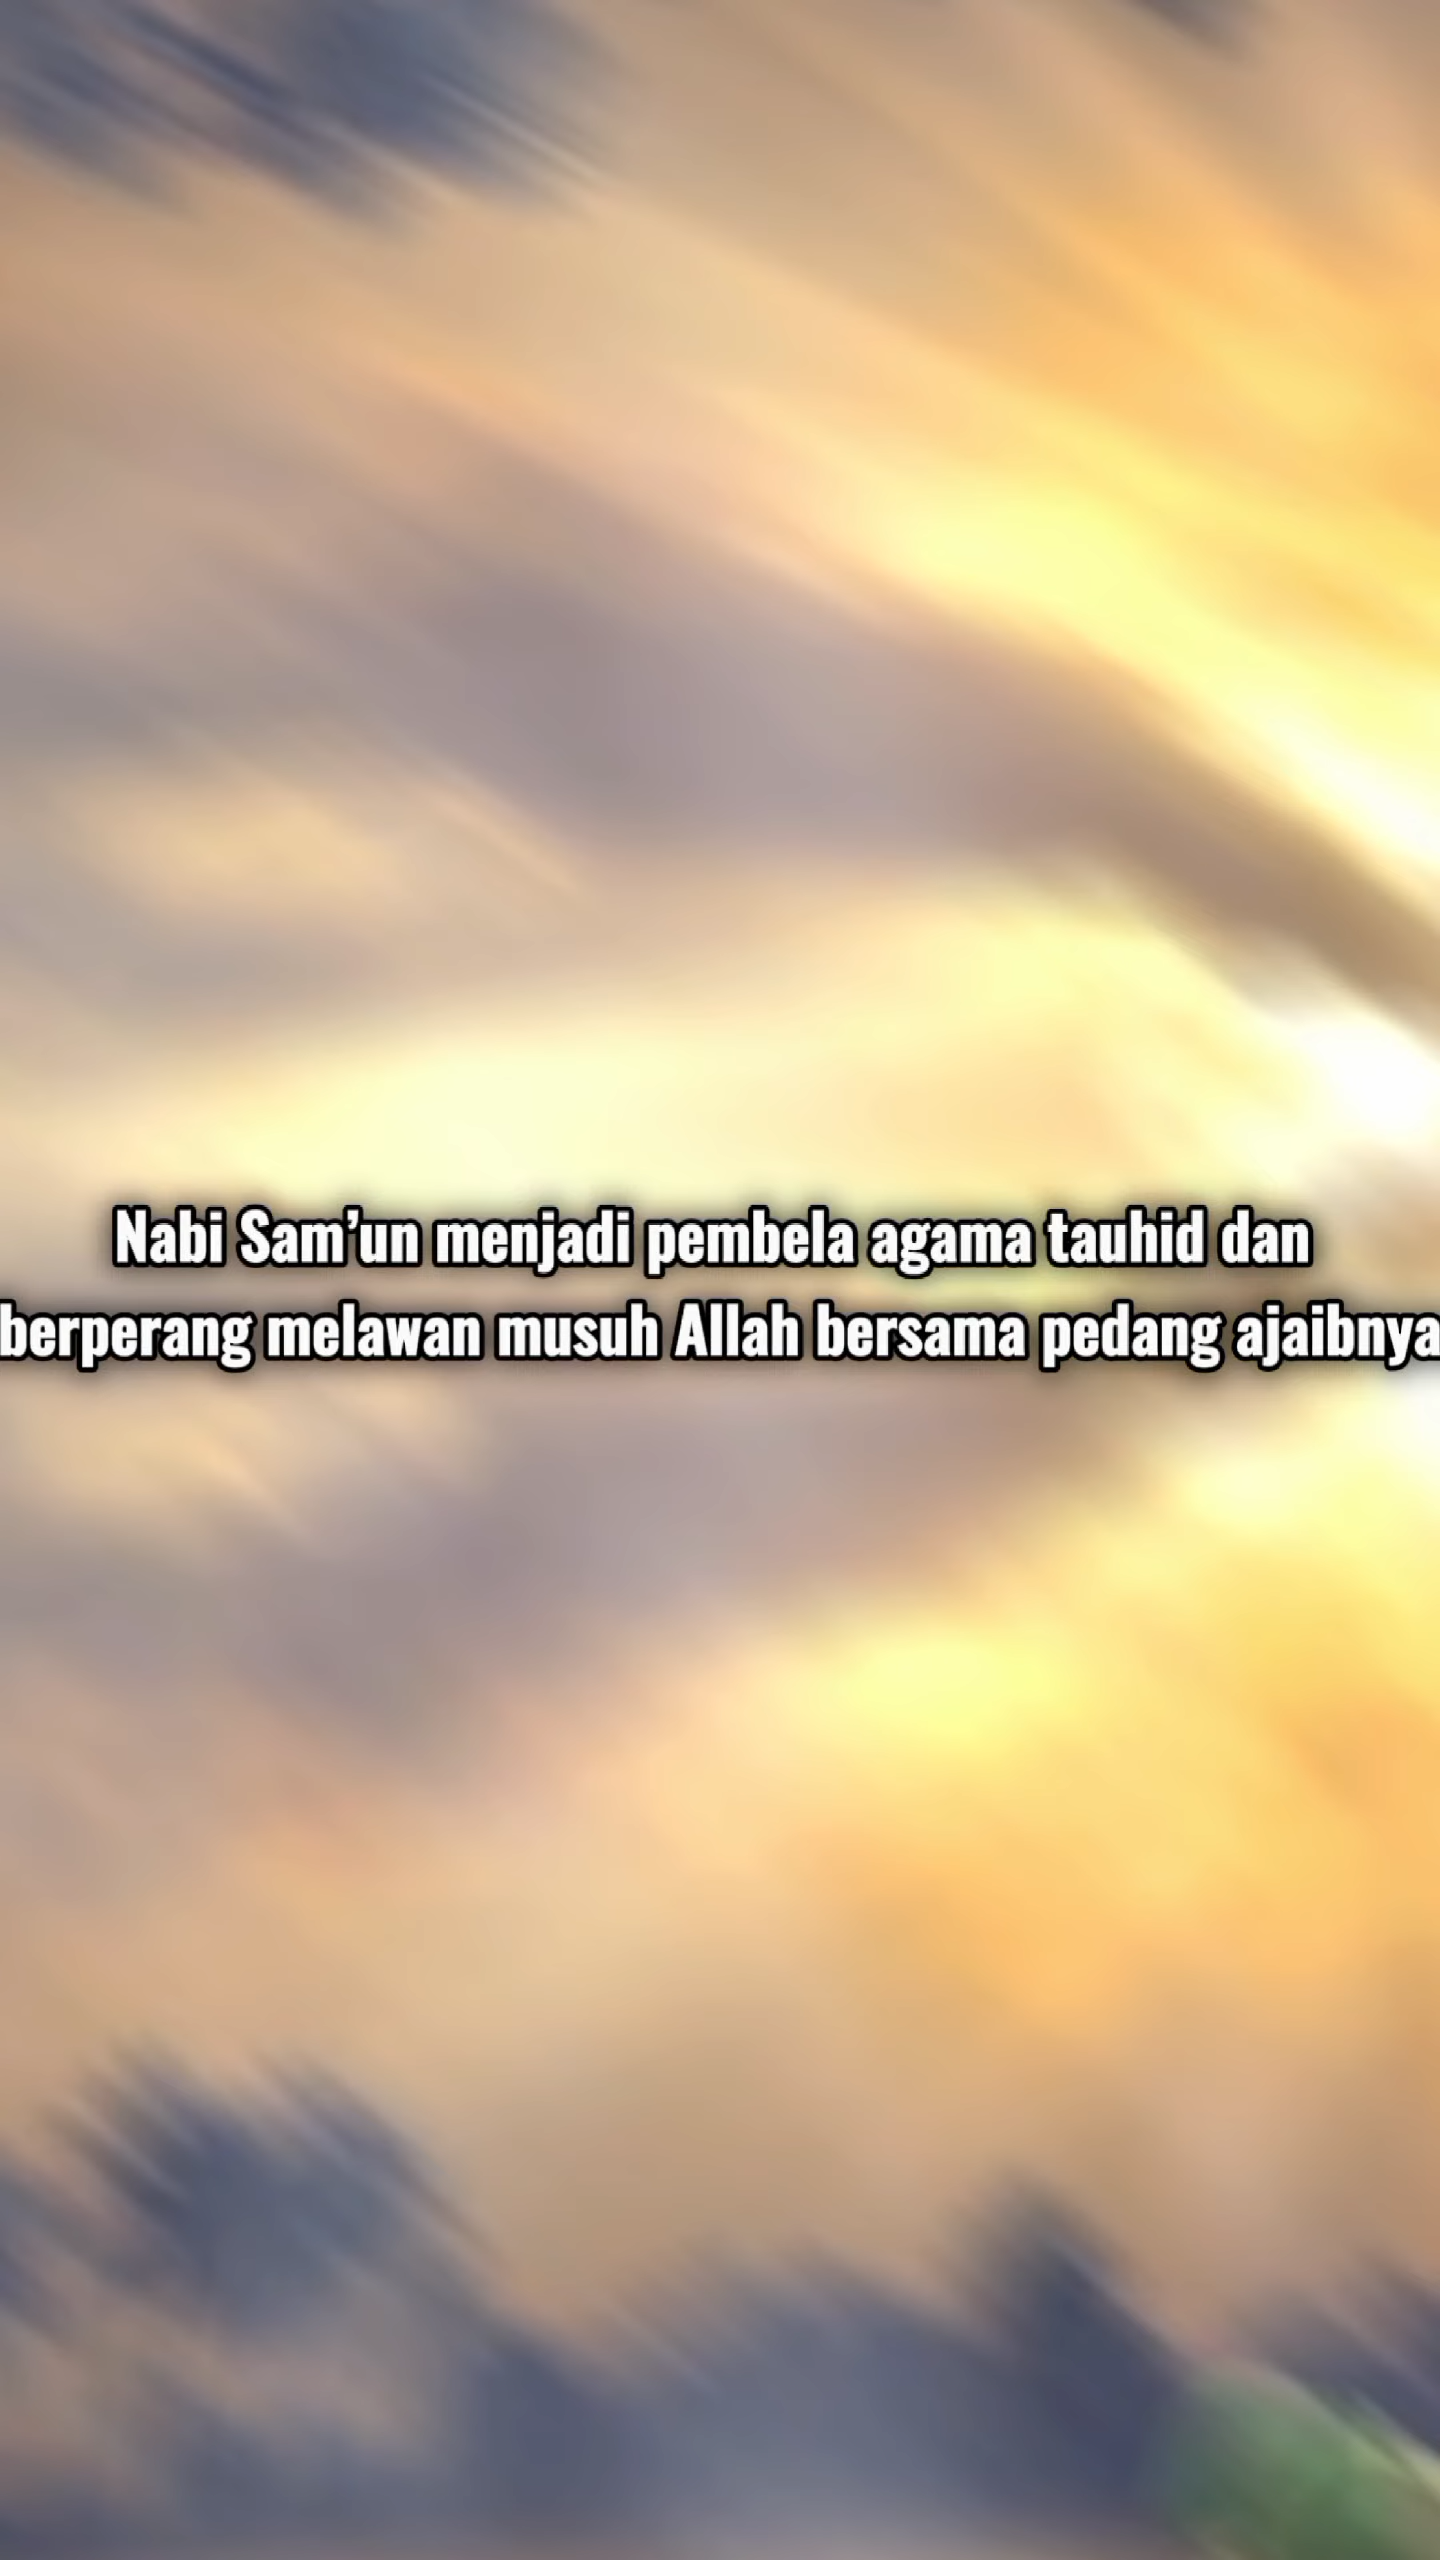 Nabi Sam’un menjadi pembela agama tauhid dan
berperang melawan musuh Allah bersama pedang ajaibnya